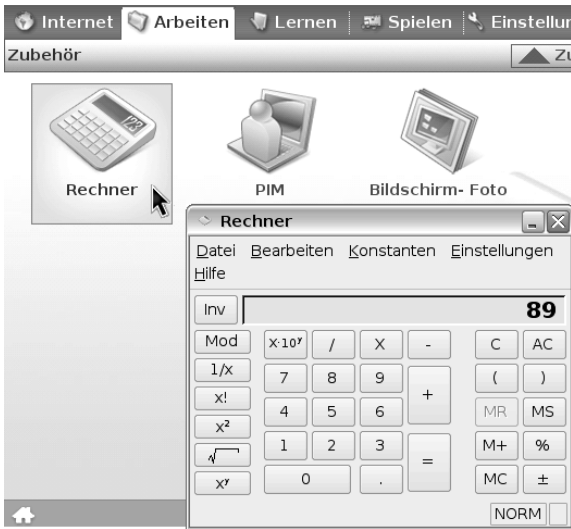 Internet Arbeiten Lernen Spielen Einstellun
Zubehör Zu
123
Rechner PIM Bildschirm- Foto
Rechner
Datei Bearbeiten Konstanten Einstellungen
Hilfe
Inv 89
Mod X·10ʸ / X - C AC
1/x 7 8 9 + ( )
x! 4 5 6 MR MS
x² 1 2 3 = M+ %
√ 0 . MC ±
xʸ
NORM